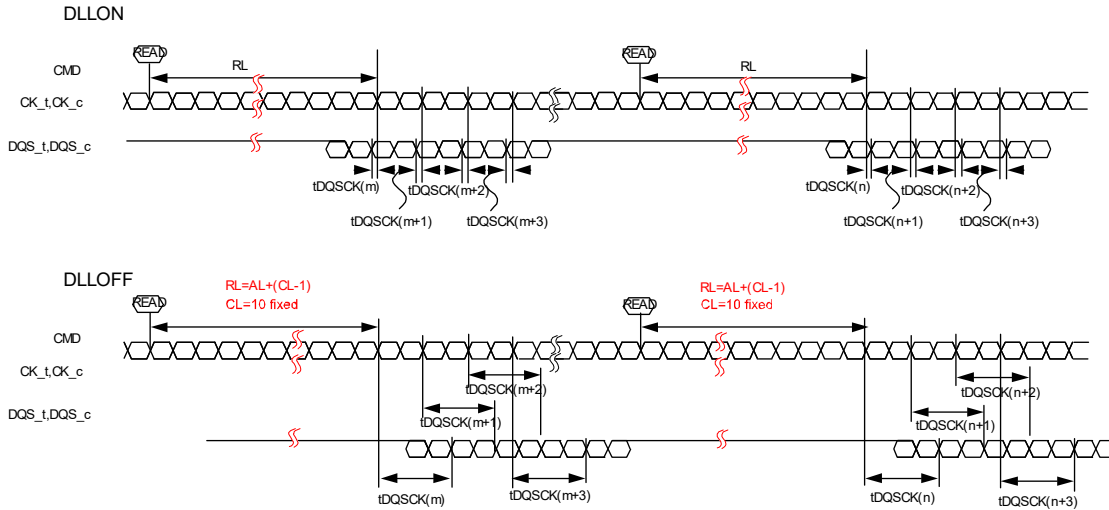 DLLON
READ
READ
RL
RL
CMD
CK_t,CK_c
DQS_t,DQS_c
tDQSCK(m)
tDQSCK(m+2)
tDQSCK(n)
tDQSCK(n+2)
tDQSCK(m+1)
tDQSCK(m+3)
tDQSCK(n+1)
tDQSCK(n+3)
DLLOFF
RL=AL+(CL-1)
CL=10 fixed
RL=AL+(CL-1)
CL=10 fixed
READ
READ
CMD
CK_t,CK_c
tDQSCK(m+2)
tDQSCK(n+2)
DQS_t,DQS_c
tDQSCK(m+1)
tDQSCK(n+1)
tDQSCK(m)
tDQSCK(m+3)
tDQSCK(n)
tDQSCK(n+3)